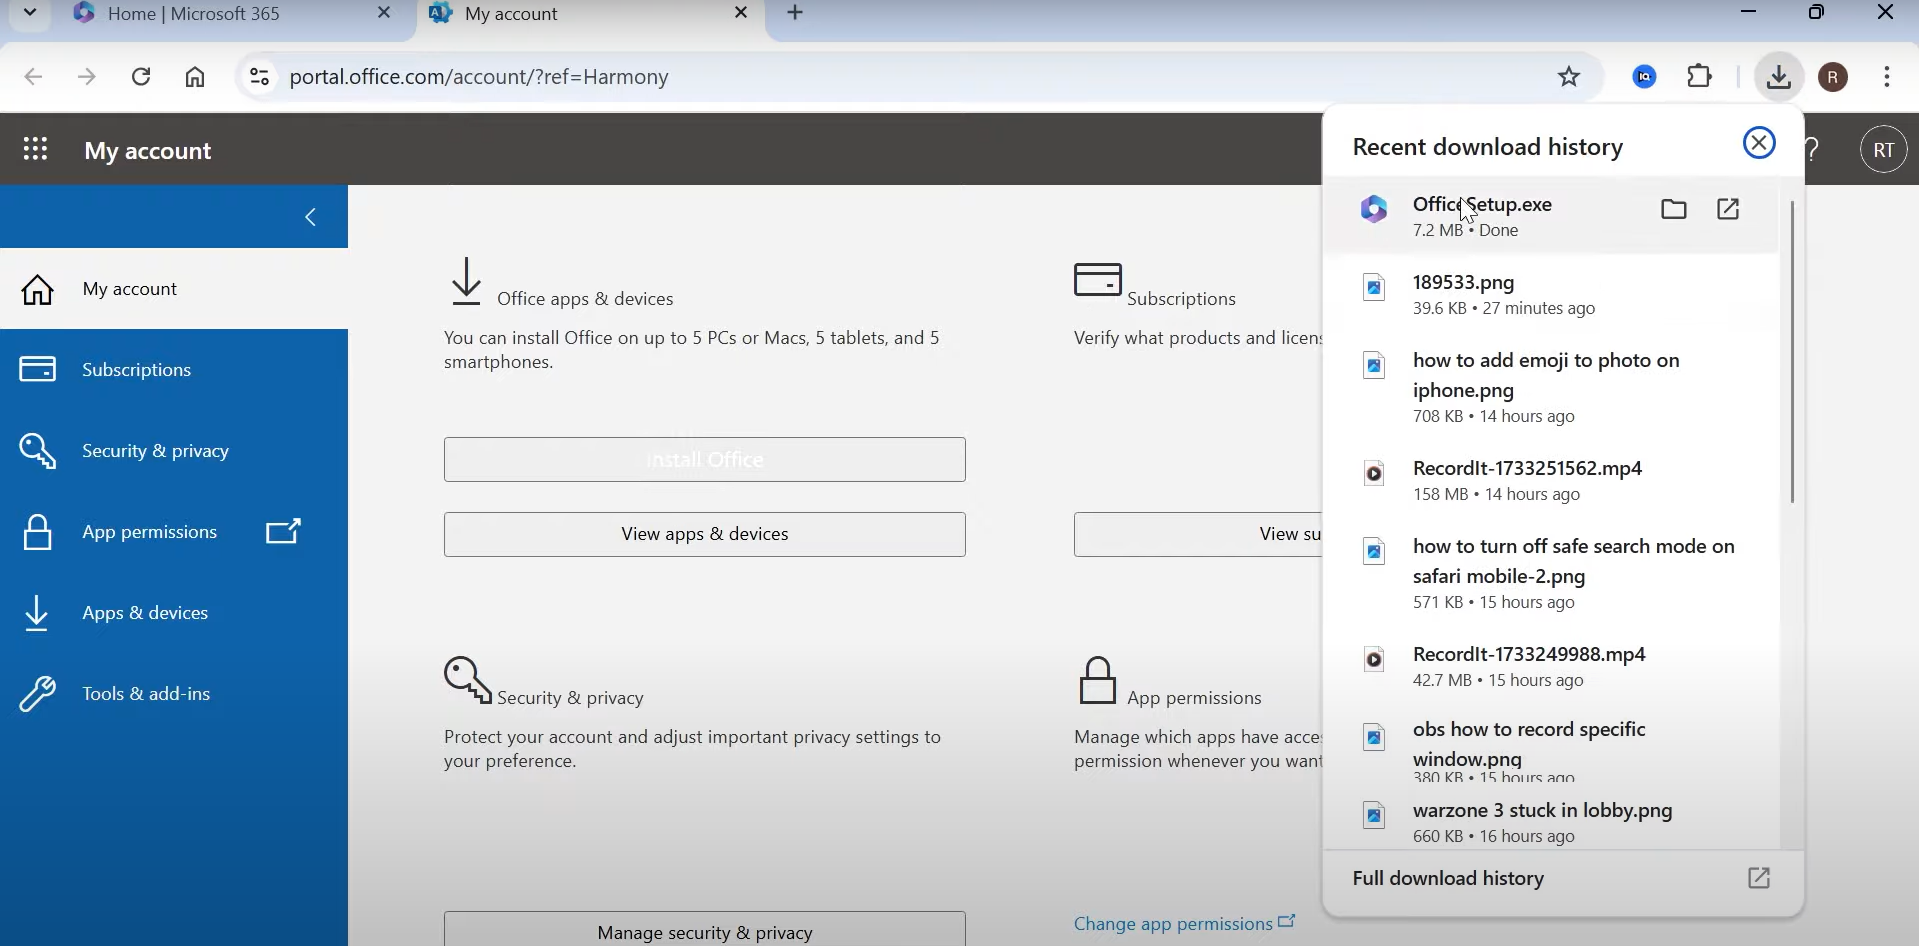 Home | Microsoft 365
My account
portal.office.com/account/?ref=Harmony
R
My account
?
RT
My account
Subscriptions
Security & privacy
App permissions
Apps & devices
Tools & add-ins
Office apps & devices
You can install Office on up to 5 PCs or Macs, 5 tablets, and 5
smartphones.
Install Office
View apps & devices
Subscriptions
Verify what products and licens
View su
Security & privacy
Protect your account and adjust important privacy settings to
your preference.
Manage security & privacy
App permissions
Manage which apps have acce
permission whenever you want
Change app permissions
Recent download history
OfficeSetup.exe
7.2 MB • Done
189533.png
39.6 KB • 27 minutes ago
how to add emoji to photo on
iphone.png
708 KB • 14 hours ago
RecordIt-1733251562.mp4
158 MB • 14 hours ago
how to turn off safe search mode on
safari mobile-2.png
571 KB • 15 hours ago
RecordIt-1733249988.mp4
42.7 MB • 15 hours ago
obs how to record specific
window.png
380 KB • 15 hours ago
warzone 3 stuck in lobby.png
660 KB • 16 hours ago
Full download history